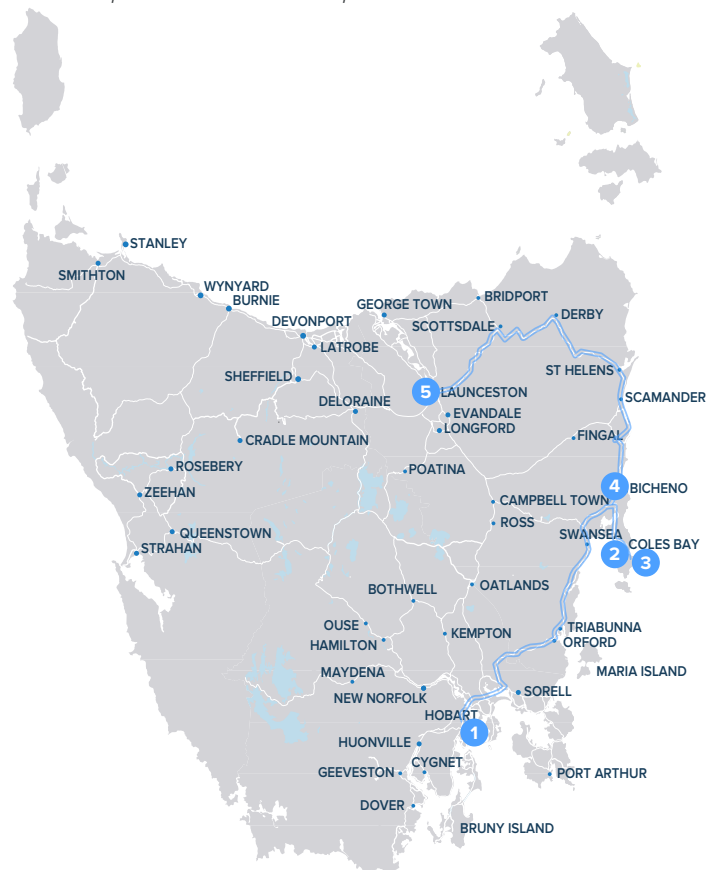 STANLEY
SMITHTON
WYNYARD
BURNIE
GEORGE TOWN
BRIDPORT
DEVONPORT
DERBY
SCOTTSDALE
LATROBE
ST HELENS
SHEFFIELD
5
LAUNCESTON
SCAMANDER
DELORAINE
EVANDALE
LONGFORD
FINGAL
CRADLE MOUNTAIN
ROSEBERY
POATINA
4
BICHENO
ZEEHAN
CAMPBELL TOWN
ROSS
QUEENSTOWN
SWANSEA
COLES BAY
STRAHAN
2
3
BOTHWELL
OATLANDS
OUSE
TRIABUNNA
KEMPTON
ORFORD
HAMILTON
MAYDENA
MARIA ISLAND
NEW NORFOLK
SORELL
HOBART
1
HUONVILLE
CYGNET
GEEVESTON
PORT ARTHUR
DOVER
BRUNY ISLAND